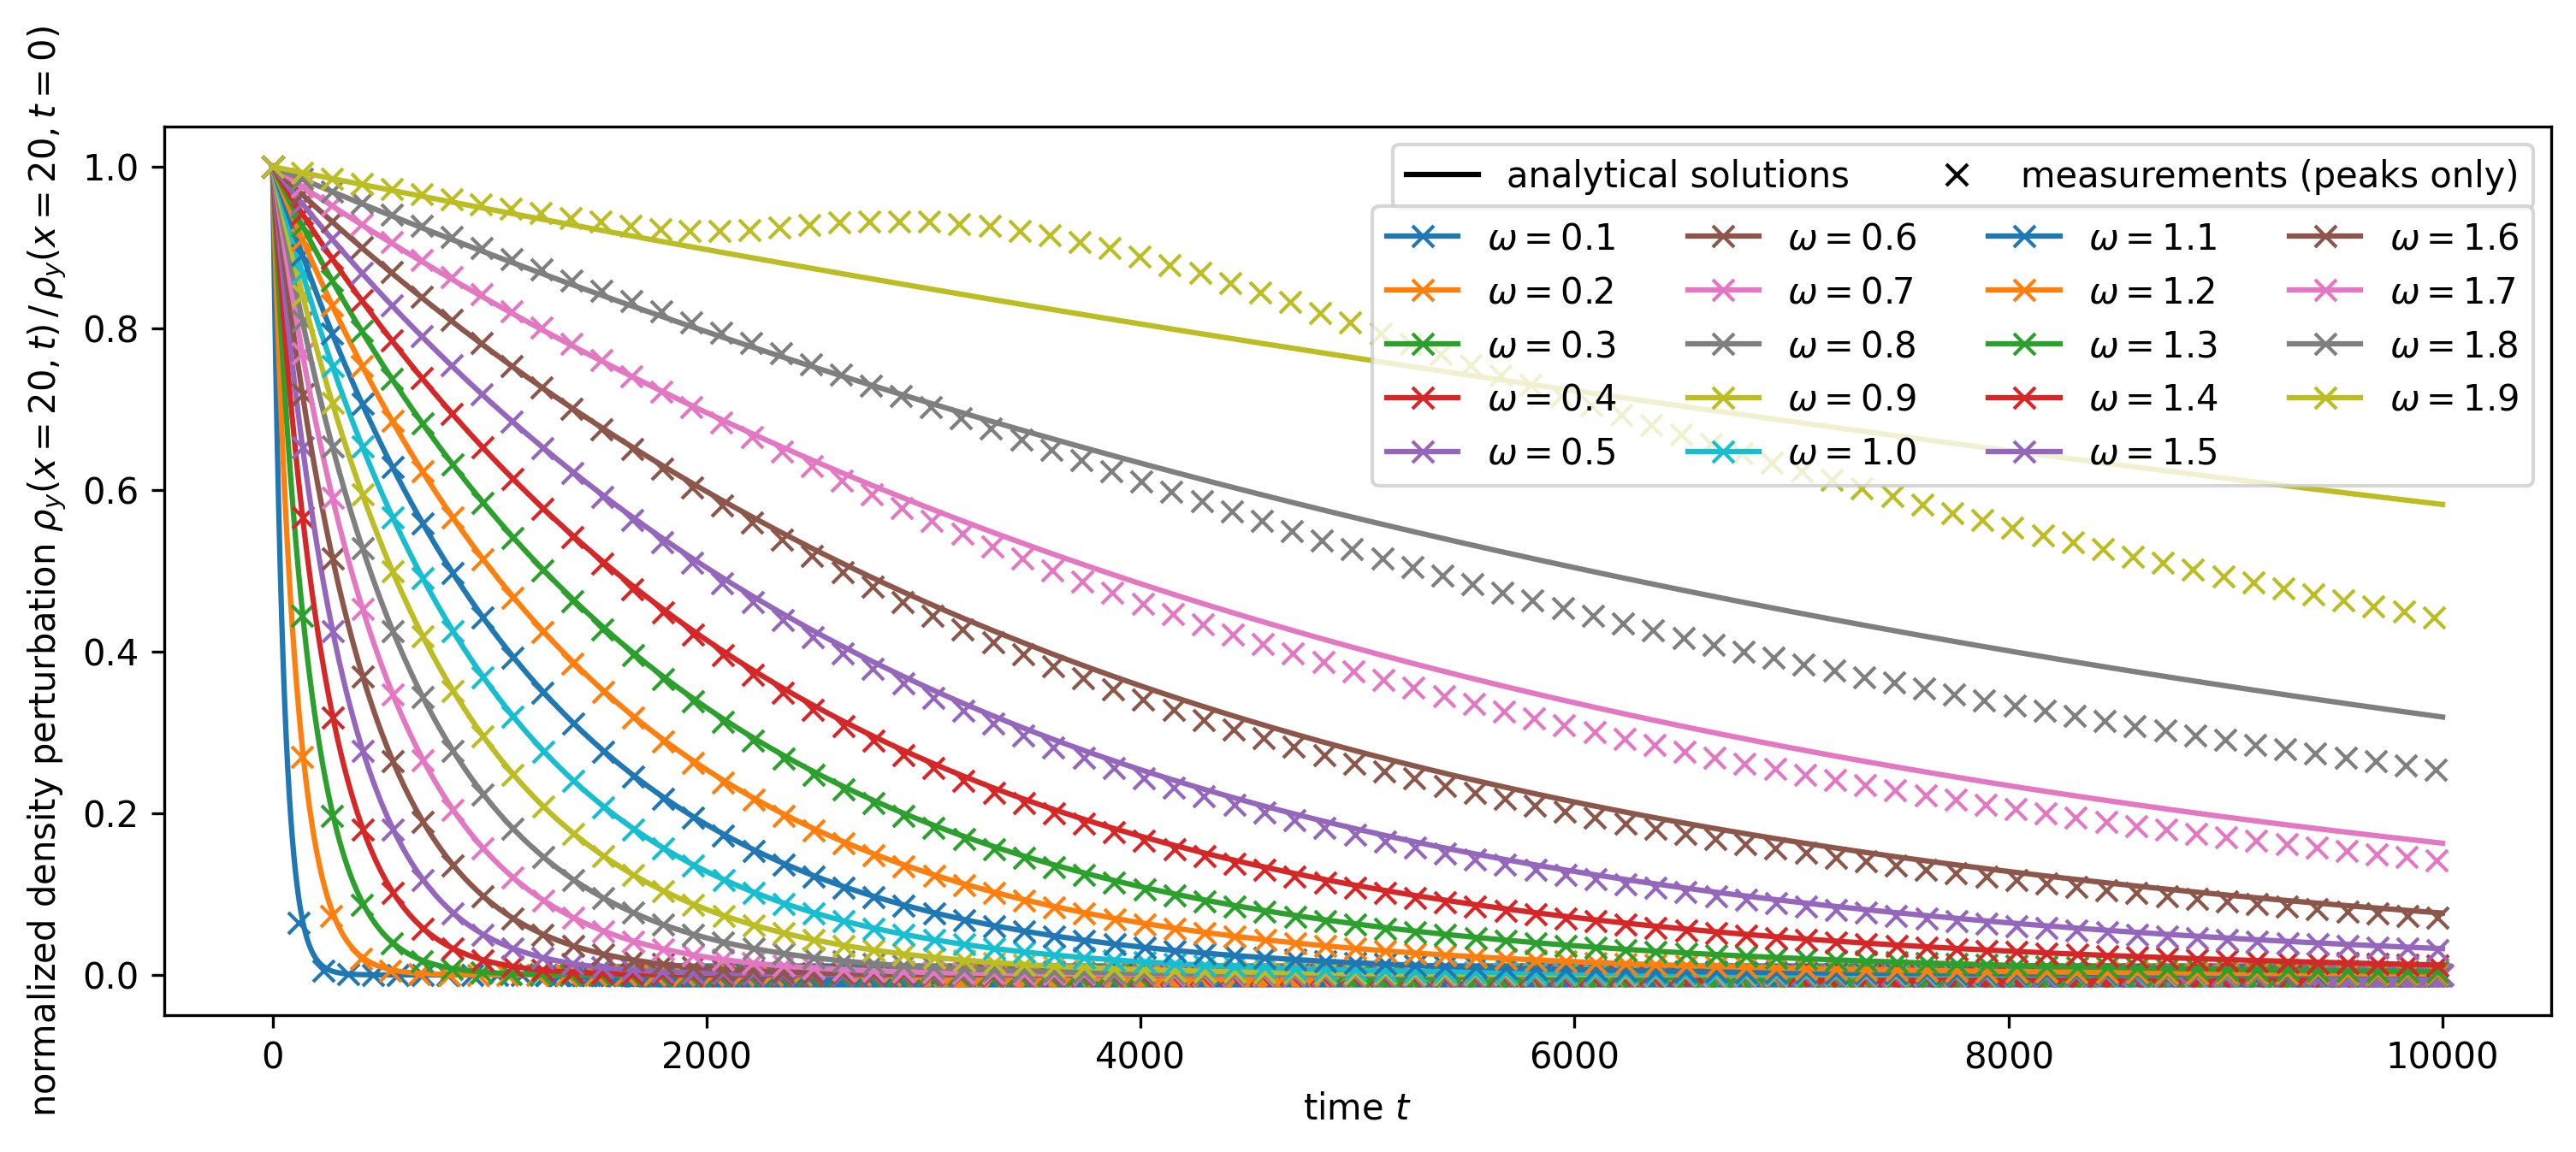 normalized density perturbation ρ_y(x = 20, t) / ρ_y(x = 20, t = 0)
1.0
0.8
0.6
0.4
0.2
0.0
analytical solutions
measurements (peaks only)
ω = 0.1
ω = 0.2
ω = 0.3
ω = 0.4
ω = 0.5
ω = 0.6
ω = 0.7
ω = 0.8
ω = 0.9
ω = 1.0
ω = 1.1
ω = 1.2
ω = 1.3
ω = 1.4
ω = 1.5
ω = 1.6
ω = 1.7
ω = 1.8
ω = 1.9
0
2000
4000
6000
8000
10000
time t